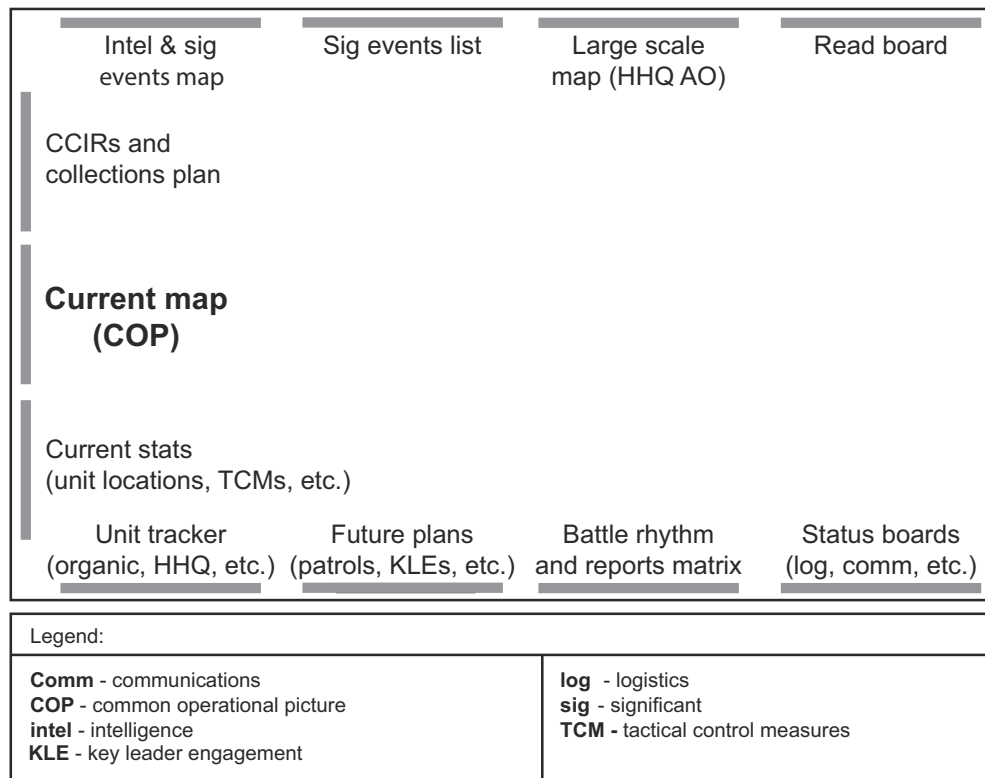 Intel & sig
events map
Sig events list
Large scale
map (HHQ AO)
Read board
CCIRs and
collections plan
Current map
(COP)
Current stats
(unit locations, TCMs, etc.)
Unit tracker
(organic, HHQ, etc.)
Future plans
(patrols, KLEs, etc.)
Battle rhythm
and reports matrix
Status boards
(log, comm, etc.)
Legend:
Comm - communications
COP - common operational picture
intel - intelligence
KLE - key leader engagement
log - logistics
sig - significant
TCM - tactical control measures